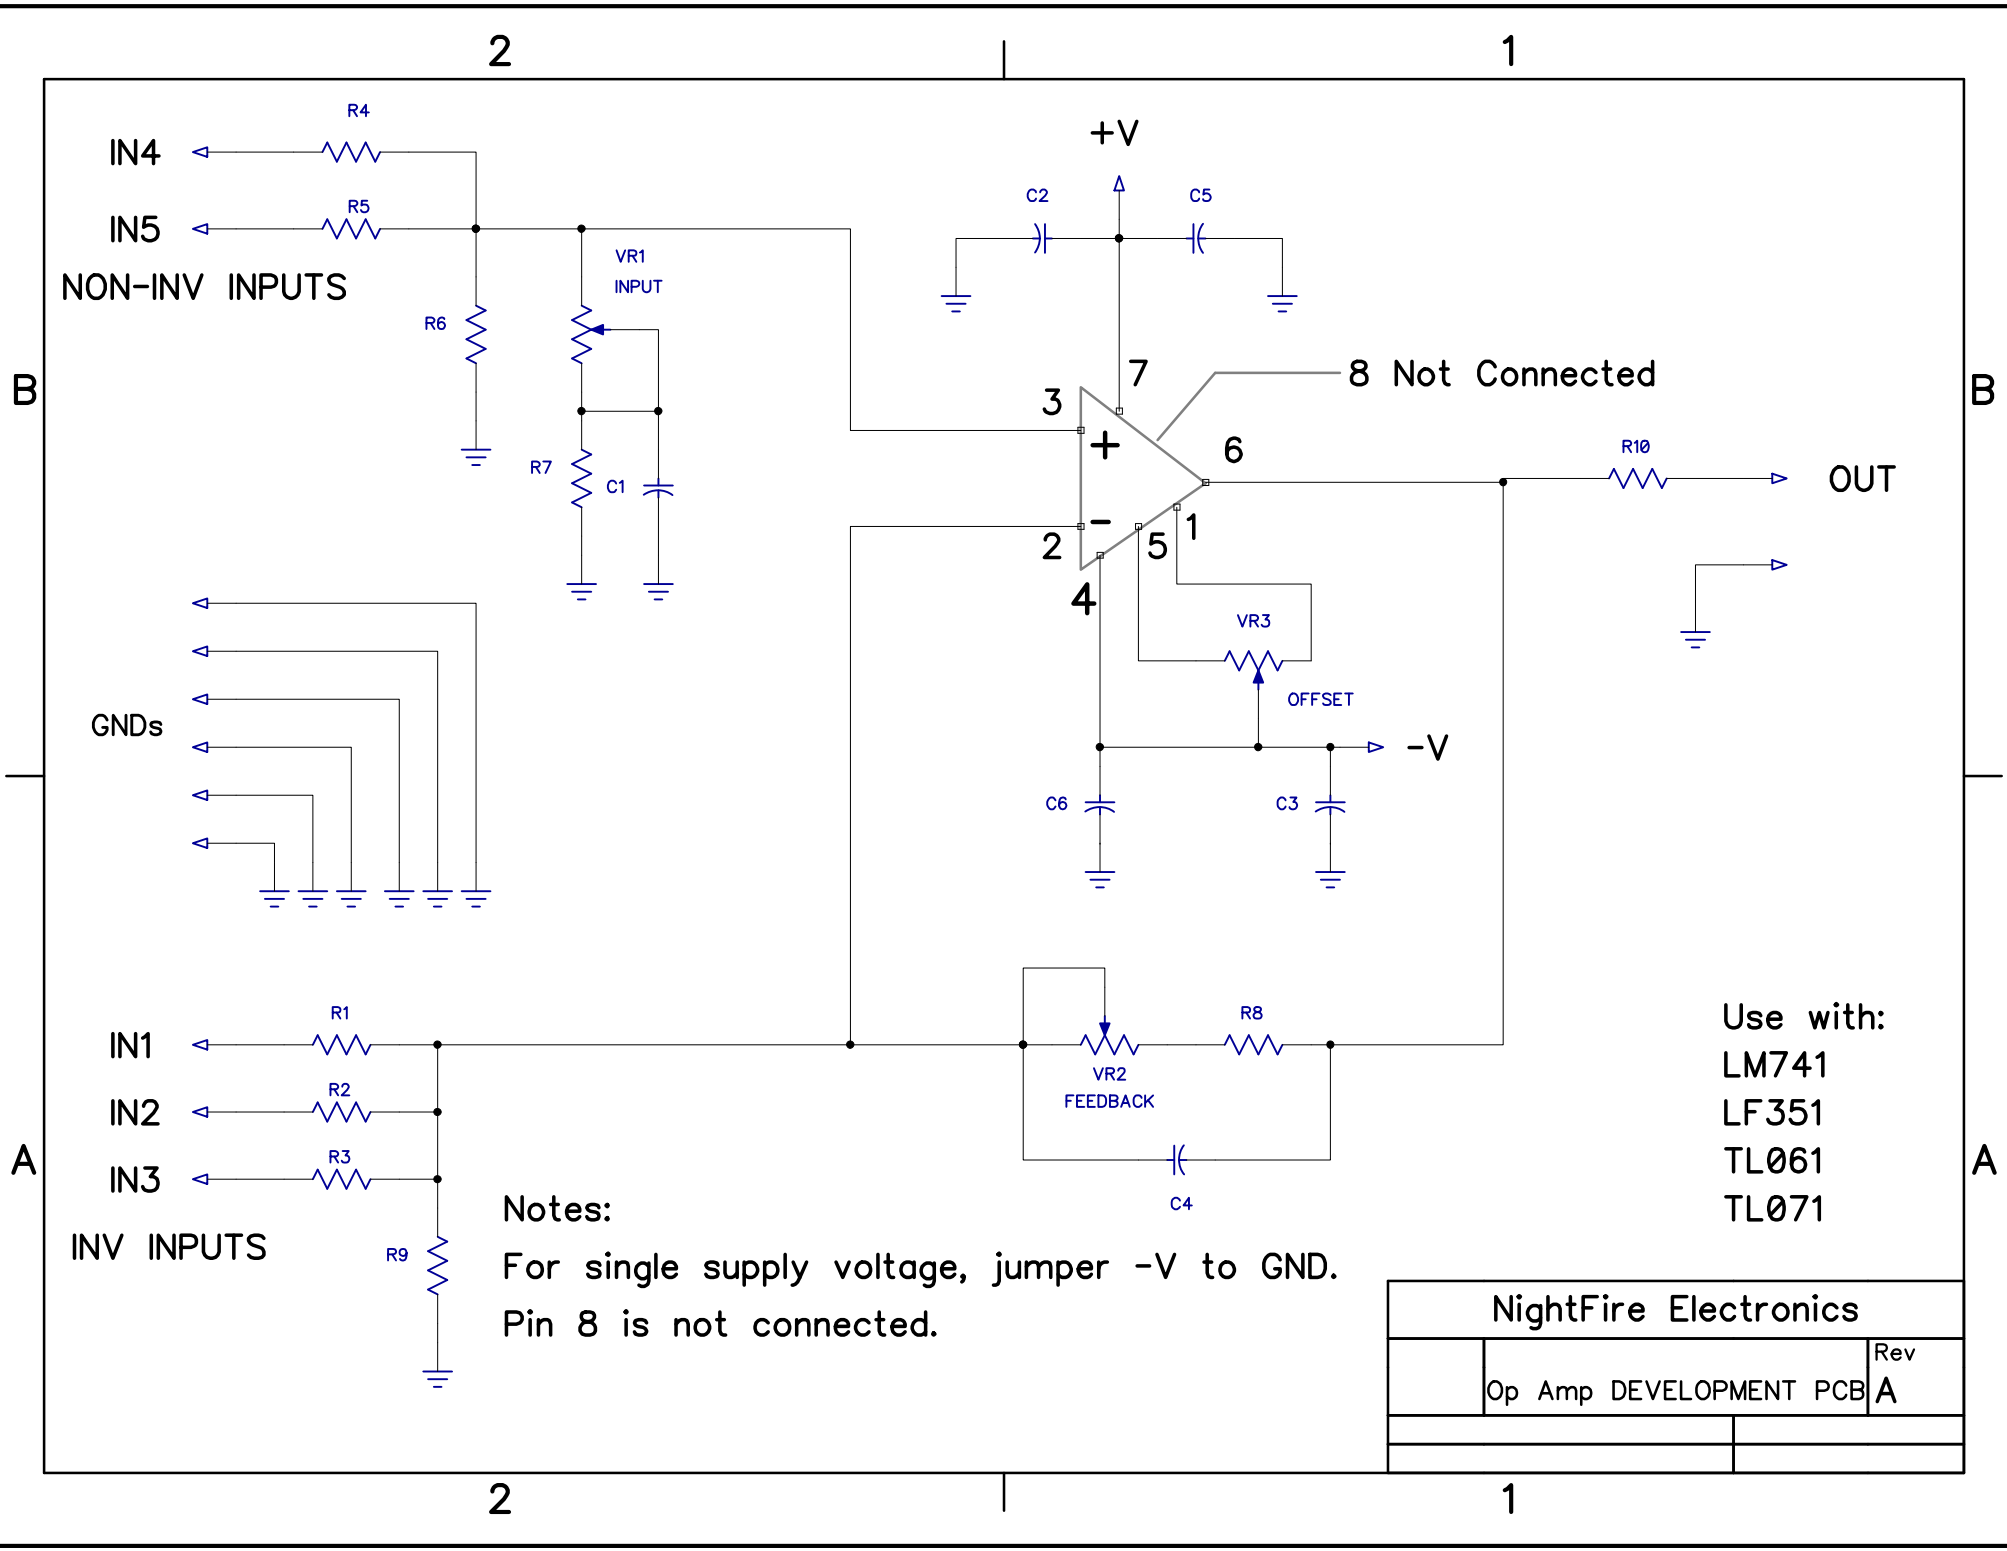 2 1
R4
IN4
R5
IN5
NON-INV INPUTS
VR1
INPUT
R6
R7
C1
+V
C2
C5
7
8 Not Connected
3
+
6
R10
OUT
-
2
5
1
4
VR3
OFFSET
-V
C6
C3
B
B
GNDs
R1
IN1
R2
IN2
R3
IN3
INV INPUTS
R9
R8
VR2
FEEDBACK
C4
A
A
Use with:
LM741
LF351
TL061
TL071
Notes:
For single supply voltage, jumper -V to GND.
Pin 8 is not connected.
NightFire Electronics
Rev
Op Amp DEVELOPMENT PCB A
2 1